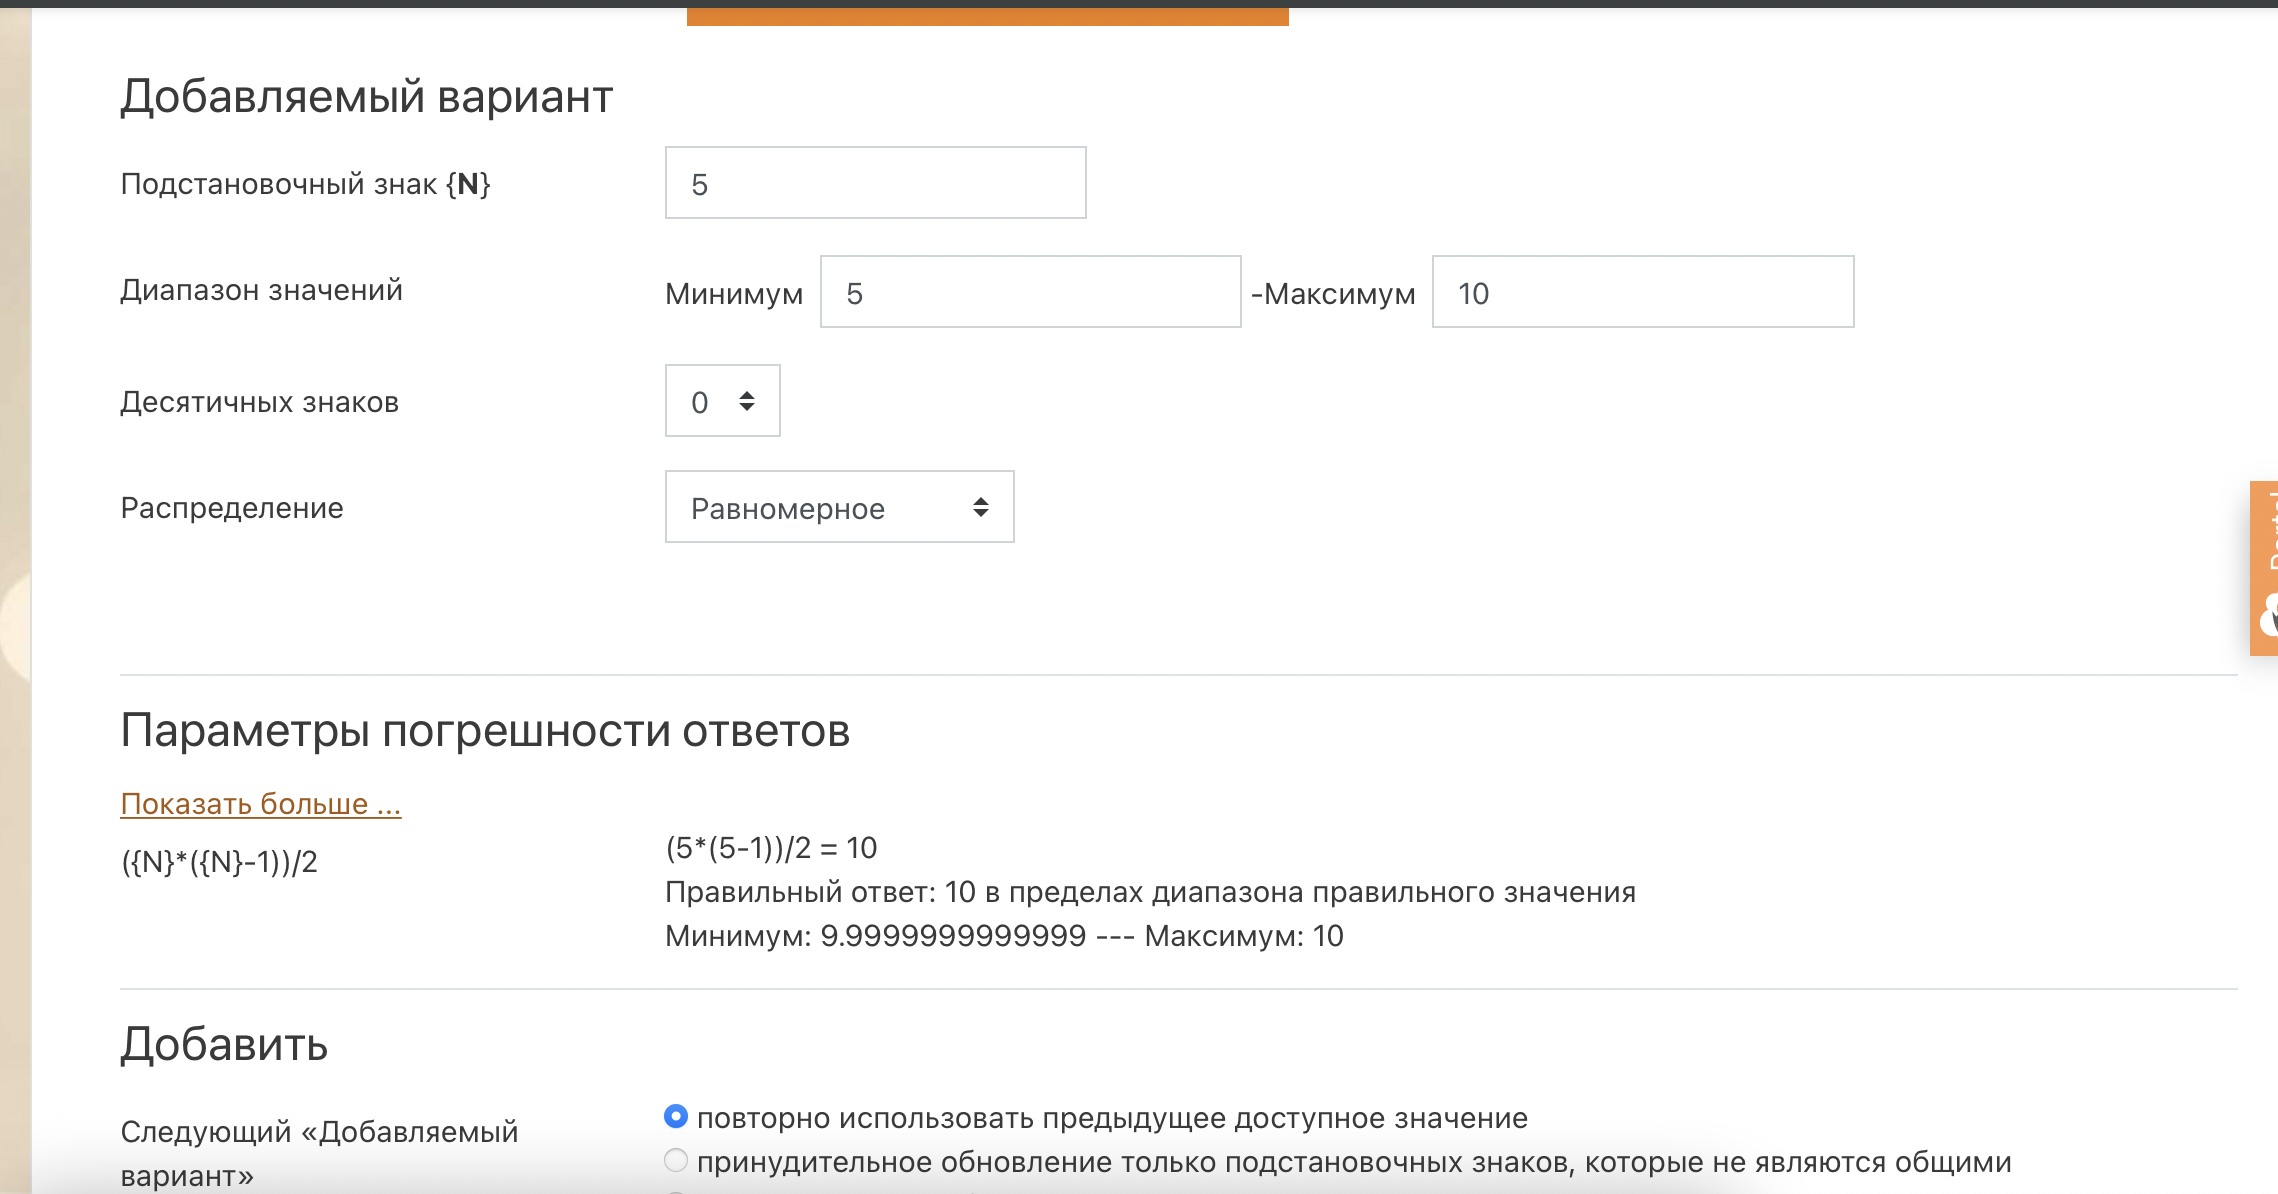 Добавляемый вариант
Подстановочный знак {N} 5
Диапазон значений Минимум 5 -Максимум 10
Десятичных знаков 0
Распределение Равномерное
Параметры погрешности ответов
Показать больше ...
({N}*({N}-1))/2
(5*(5-1))/2 = 10
Правильный ответ: 10 в пределах диапазона правильного значения
Минимум: 9.9999999999999 --- Максимум: 10
Добавить
Следующий «Добавляемый
вариант»
повторно использовать предыдущее доступное значение
принудительное обновление только подстановочных знаков, которые не являются общими